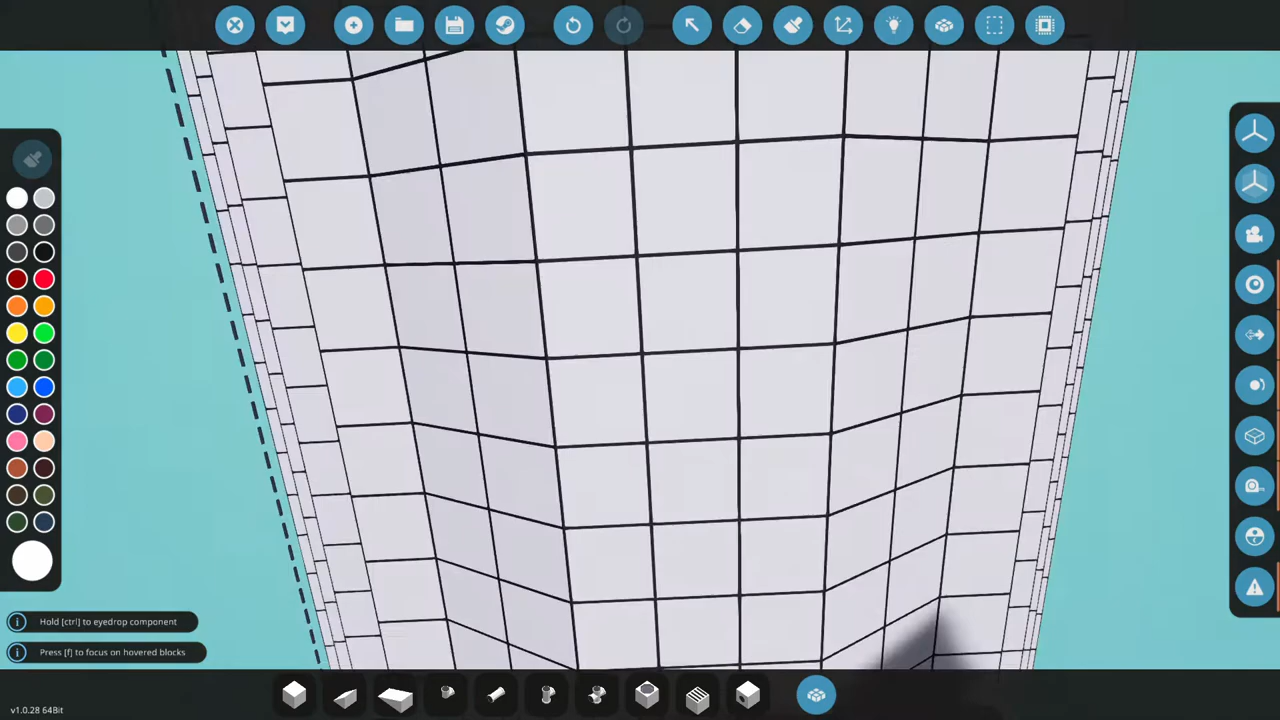 Hold [ctrl] to eyedrop component
Press [f] to focus on hovered blocks
v1.0.28 64Bit